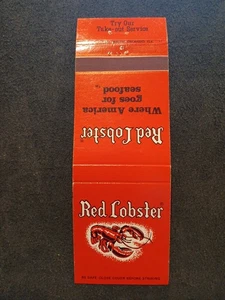 Try Our
Take-out Service
Where America
goes for
seafood
Red Lobster
Red Lobster